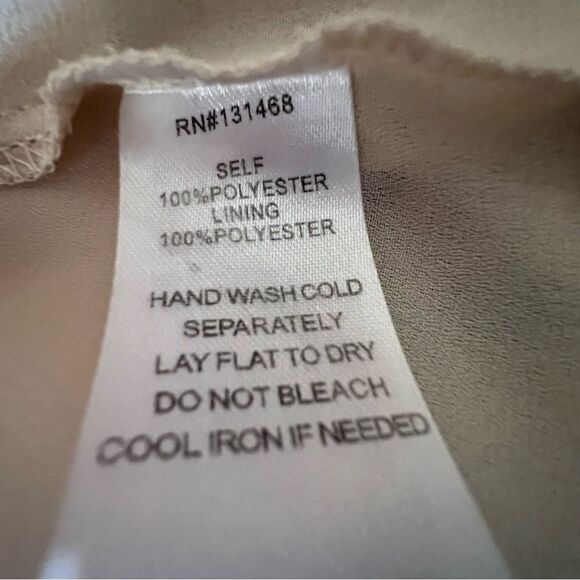 RN#131468
SELF
100%POLYESTER
LINING
100%POLYESTER
HAND WASH COLD
SEPARATELY
LAY FLAT TO DRY
DO NOT BLEACH
COOL IRON IF NEEDED